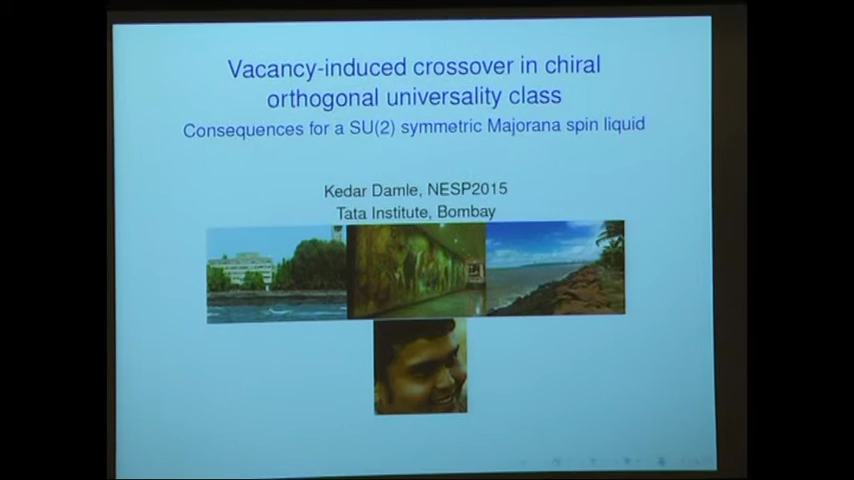 Vacancy-induced crossover in chiral
orthogonal universality class
Consequences for a SU(2) symmetric Majorana spin liquid
Kedar Damle, NESP2015
Tata Institute, Bombay